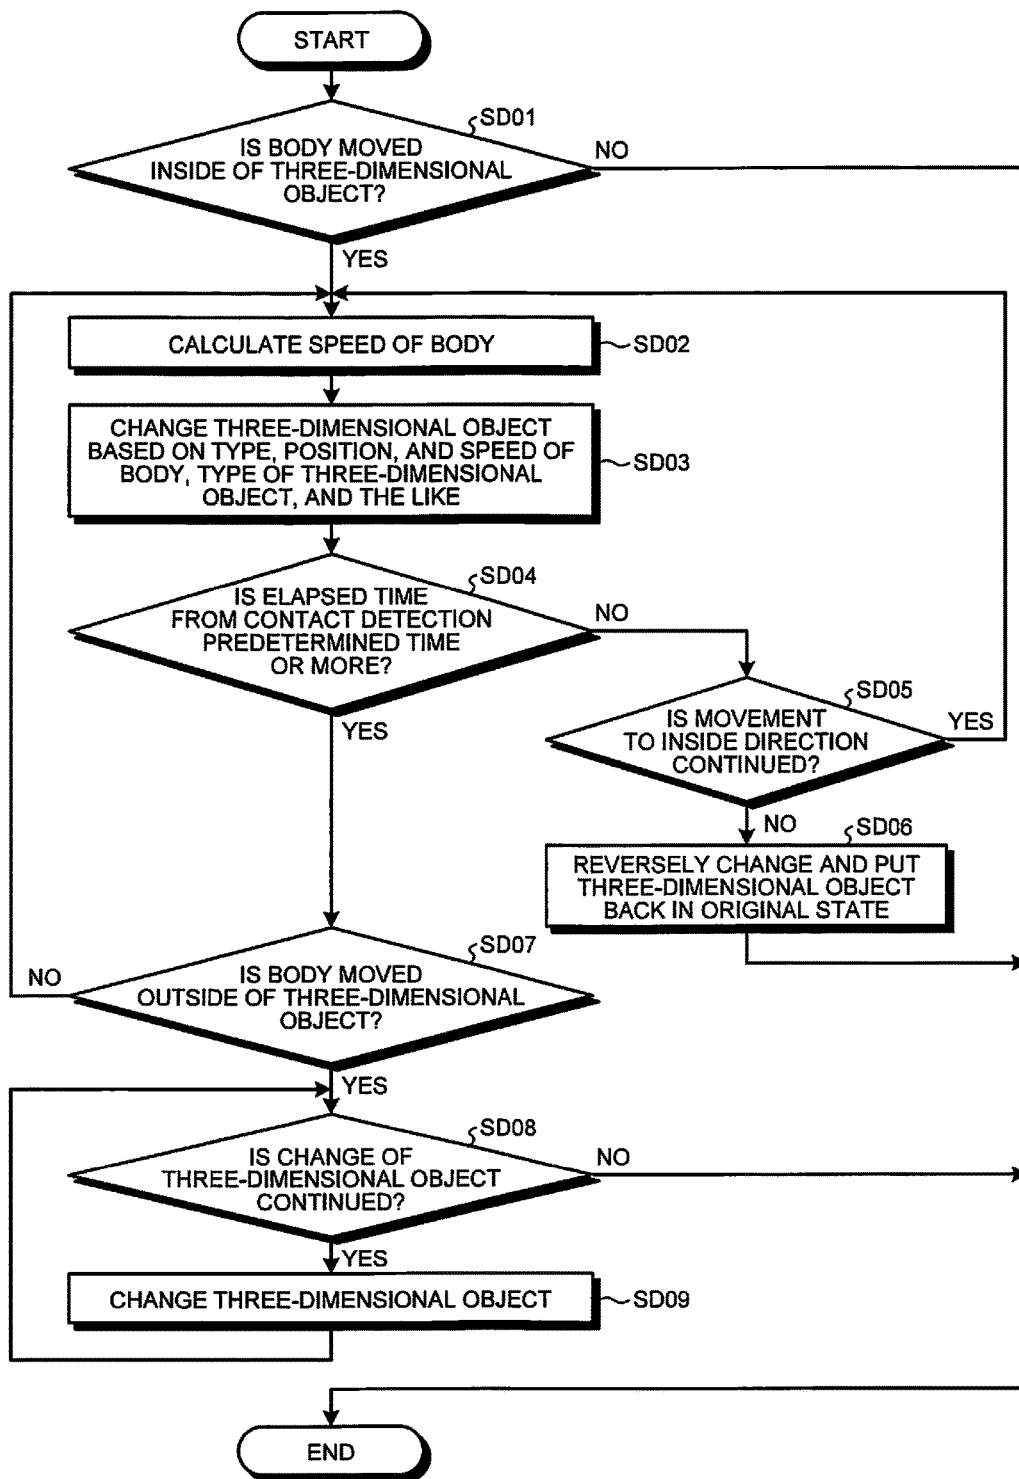 START
SD01
IS BODY MOVED
INSIDE OF THREE-DIMENSIONAL
OBJECT?
NO
YES
CALCULATE SPEED OF BODY
SD02
CHANGE THREE-DIMENSIONAL OBJECT
BASED ON TYPE, POSITION, AND SPEED OF
BODY, TYPE OF THREE-DIMENSIONAL
OBJECT, AND THE LIKE
SD03
SD04
IS ELAPSED TIME
FROM CONTACT DETECTION
PREDETERMINED TIME
OR MORE?
NO
YES
SD05
IS MOVEMENT
TO INSIDE DIRECTION
CONTINUED?
YES
NO
SD06
REVERSELY CHANGE AND PUT
THREE-DIMENSIONAL OBJECT
BACK IN ORIGINAL STATE
SD07
IS BODY MOVED
OUTSIDE OF THREE-DIMENSIONAL
OBJECT?
NO
YES
SD08
IS CHANGE OF
THREE-DIMENSIONAL OBJECT
CONTINUED?
NO
YES
CHANGE THREE-DIMENSIONAL OBJECT
SD09
END